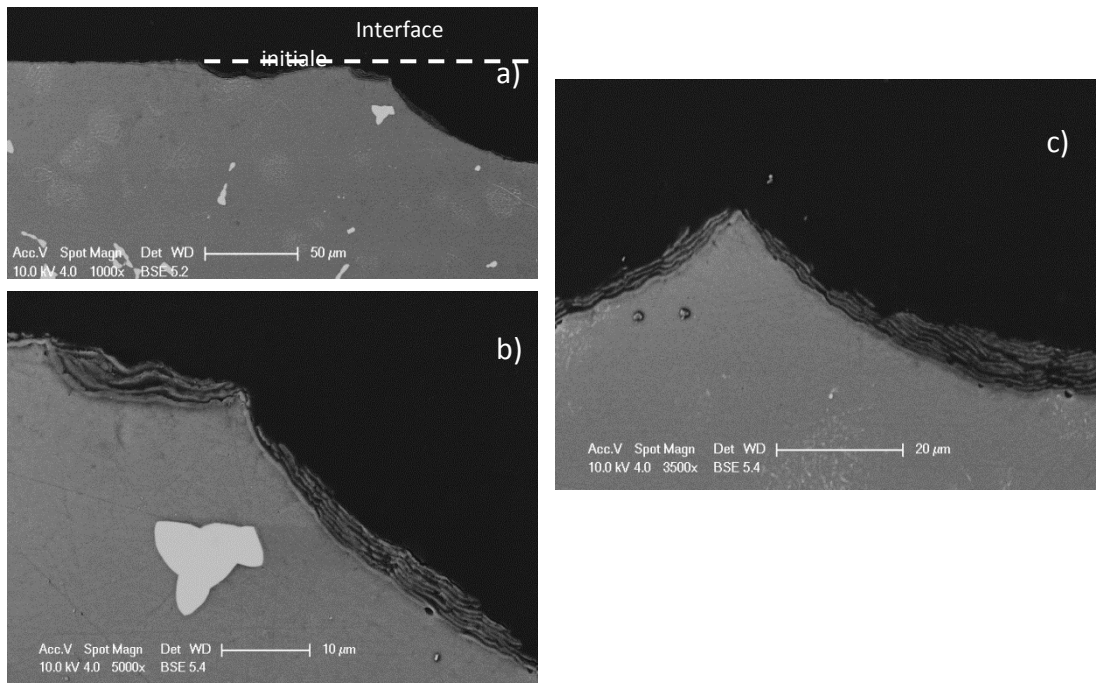 Interface
initiale
a)
Acc.V Spot Magn Det WD 50 µm
10.0 kV 4.0 1000x BSE 5.2
b)
Acc.V Spot Magn Det WD 10 µm
10.0 kV 4.0 5000x BSE 5.4
c)
Acc.V Spot Magn Det WD 20 µm
10.0 kV 4.0 3500x BSE 5.4